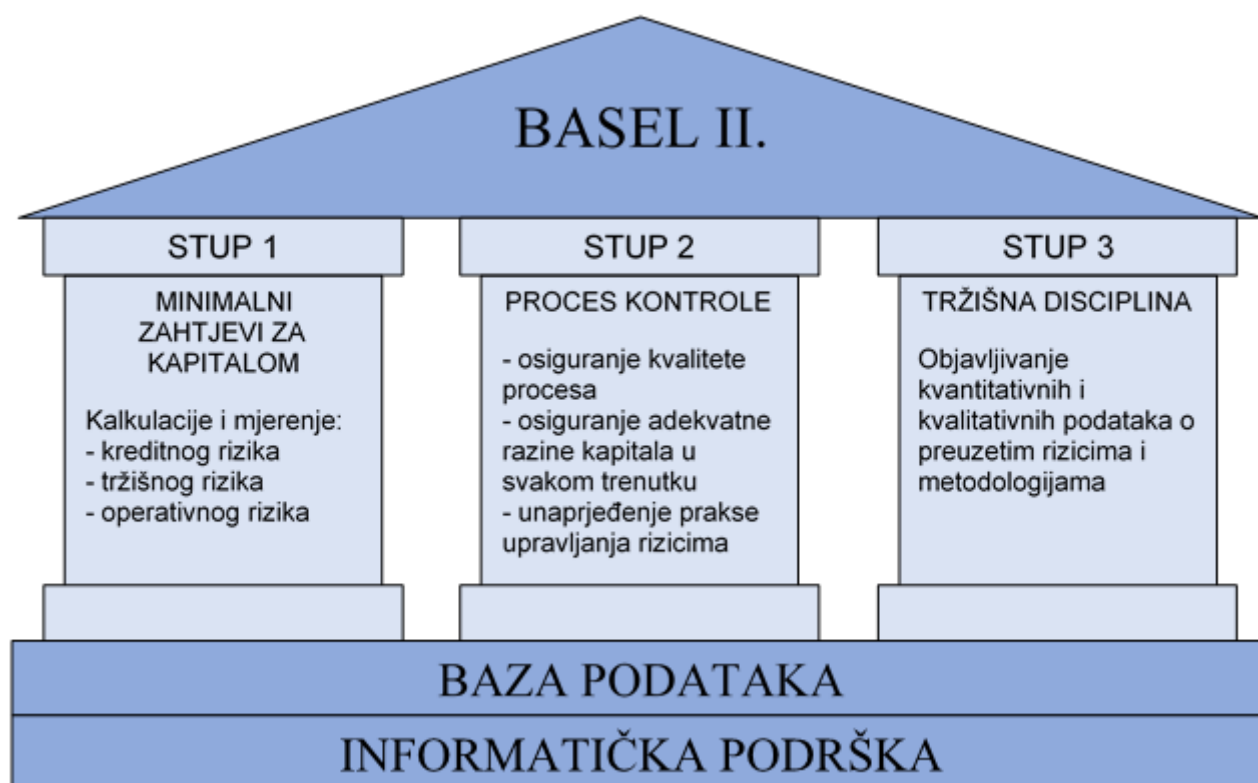 BASEL II.
STUP 1
MINIMALNI
ZAHTJEVI ZA
KAPITALOM
Kalkulacije i mjerenje:
- kreditnog rizika
- tržišnog rizika
- operativnog rizika
STUP 2
PROCES KONTROLE
- osiguranje kvalitete
procesa
- osiguranje adekvatne
razine kapitala u
svakom trenutku
- unaprjeđenje prakse
upravljanja rizicima
STUP 3
TRŽIŠNA DISCIPLINA
Objavljivanje
kvantitativnih i
kvalitativnih podataka o
preuzetim rizicima i
metodologijama
BAZA PODATAKA
INFORMATIČKA PODRŠKA